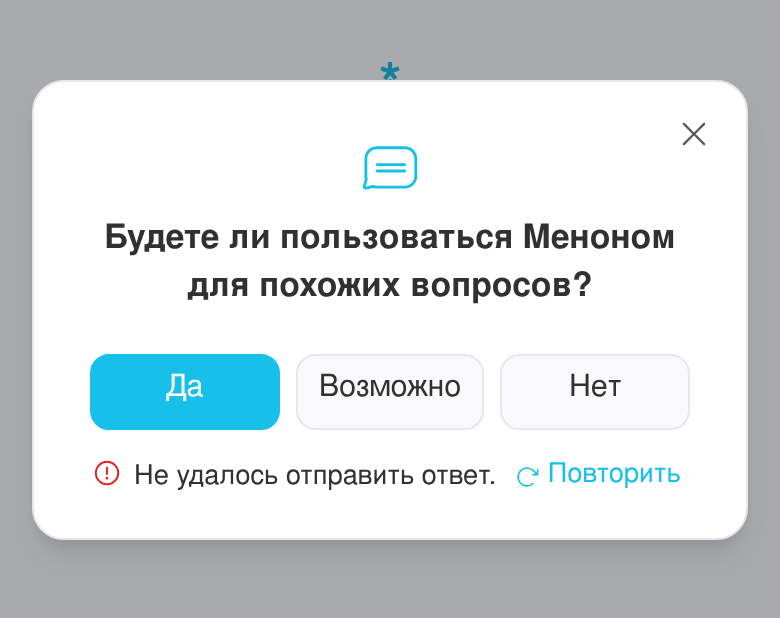 *
Будете ли пользоваться Меноном
для похожих вопросов?
Да
Возможно
Нет
Не удалось отправить ответ. Повторить